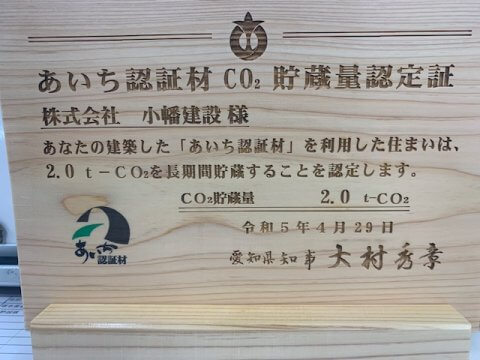 あいち認証材 CO₂ 貯蔵量認定証
株式会社 小幡建設 様
あなたの建築した「あいち認証材」を利用した住まいは、
2.0 t－CO₂を長期間貯蔵することを認定します。
CO₂貯蔵量 2.0 t-CO₂
令和5年4月29日
愛知県知事 大村秀章
あいち
認証材